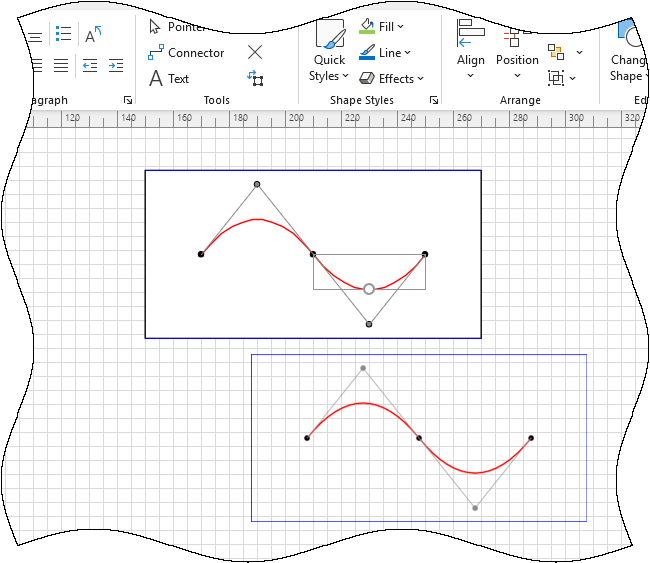 Pointer
Connector
Text
Tools
Quick
Styles
Fill
Line
Effects
Shape Styles
Align
Position
Arrange
agraph
Chang
Shape
Ed
120 140 160 180 200 220 240 260 280 300 320